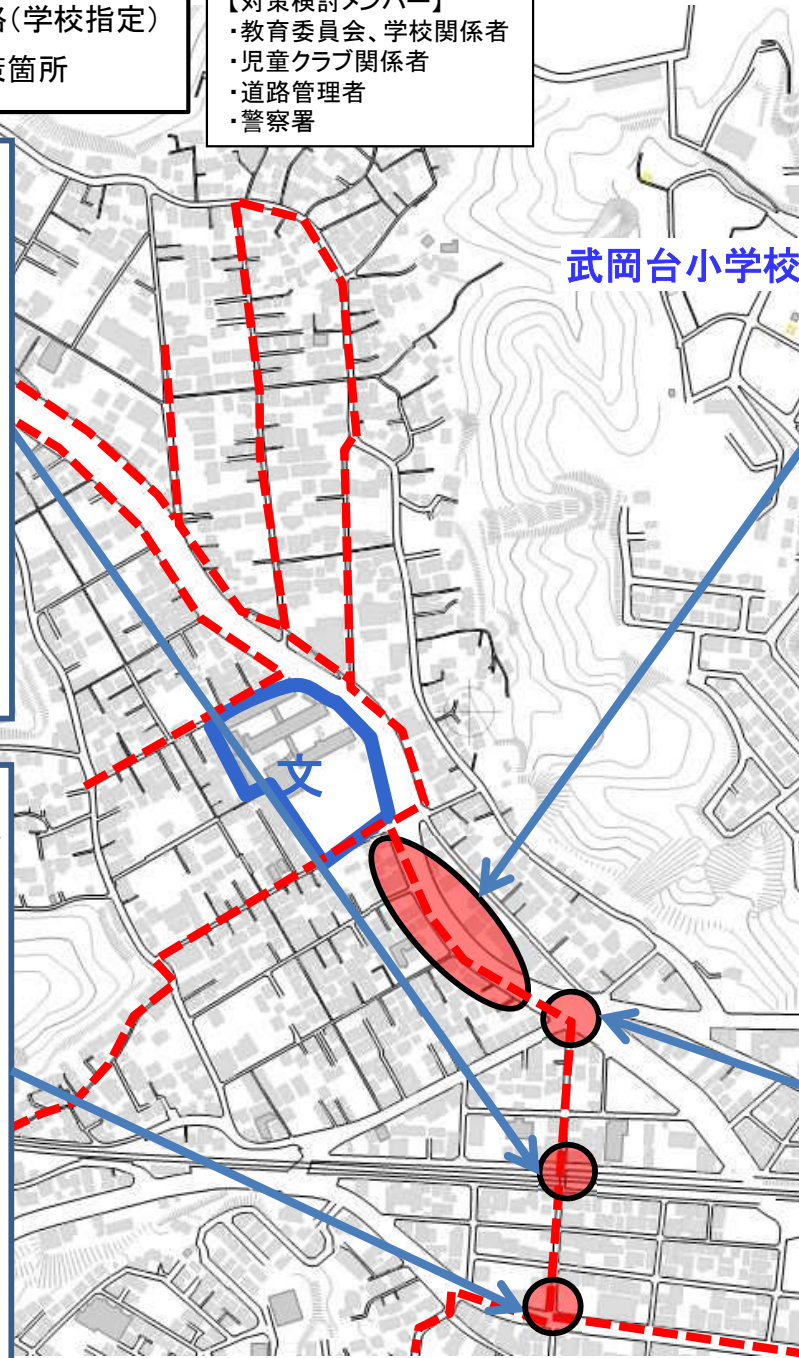 路(学校指定)
策箇所
【対策検討メンバー】
・教育委員会、学校関係者
・児童クラブ関係者
・道路管理者
・警察署
武岡台小学校
文